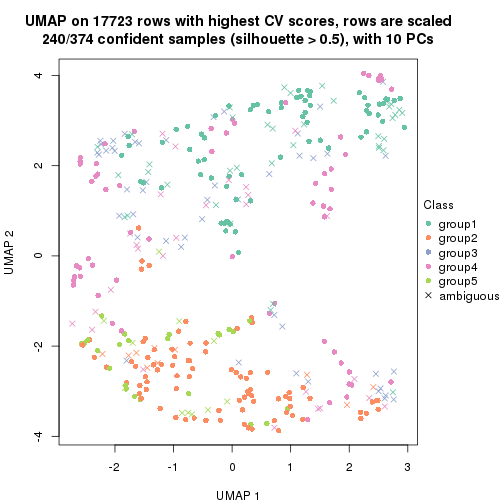 UMAP on 17723 rows with highest CV scores, rows are scaled
240/374 confident samples (silhouette > 0.5), with 10 PCs
4
2
0
-2
-4
UMAP 2
-2
-1
0
1
2
3
UMAP 1
Class
group1
group2
group3
group4
group5
ambiguous